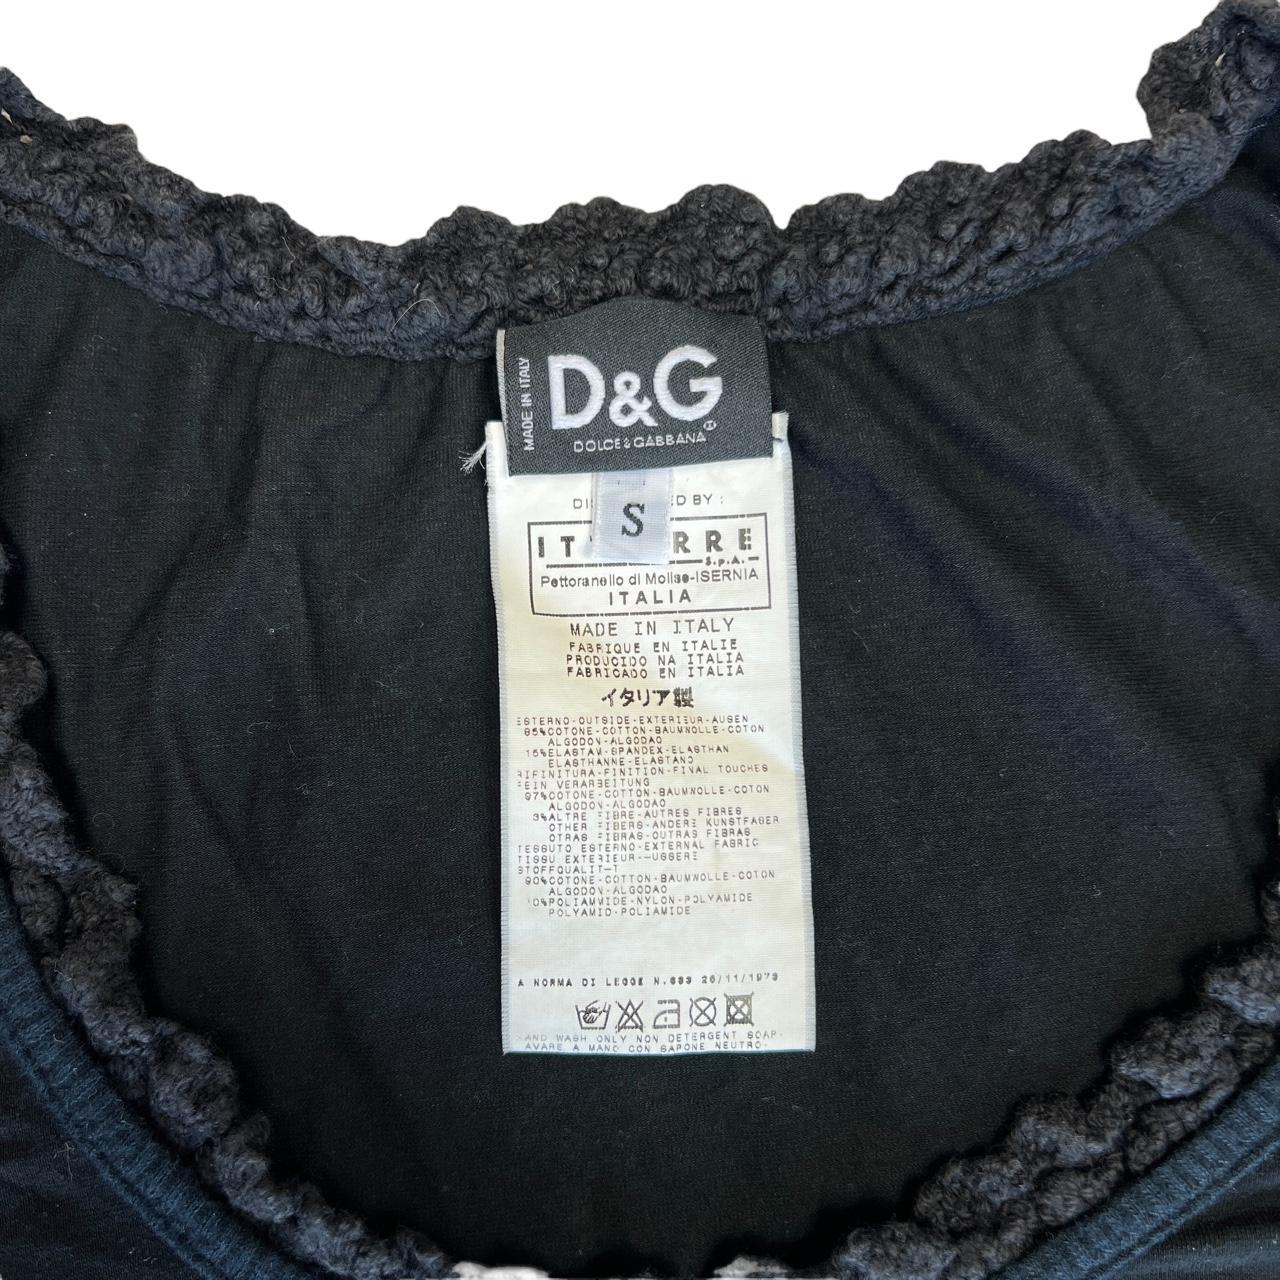 MADE IN ITALY
D&G
DOLCE & GABBANA
S
BY :
S.p.A.
Pettoranello di Molise-ISERNIA
ITALIA
MADE IN ITALY
FABRIQUE EN ITALIE
PRODUCIDO NA ITALIA
FABRICADO EN ITALIA
イタリア製
ESTERNO-OUTSIDE-EXTERIEUR-AUSEN
85%COTONE-COTTON-BAUMWOLLE-COTON
ALGODON-ALGODAO
15%ELASTAM-SPANDEX-ELASTHAN
ELASTHANNE-ELASTANO
RIFINITURA-FINITION-FINAL TOUCHES
FEIN VERARBEITUNG
97%COTONE-COTTON-BAUMWOLLE-COTON
ALGODON-ALGODAO
3%ALTRE FIBRE-AUTRES FIBRES
OTHER FIBERS-ANDERE KUNSTFASER
OTRAS FIBRAS-OUTRAS FIBRAS
TESSUTO ESTERNO-EXTERNAL FABRIC
TISSU EXTERIEUR--USSERE
STOFFQUALIT-T
90%COTONE-COTTON-BAUMWOLLE-COTON
ALGODON-ALGODAO
10%POLIAMMIDE-NYLON-POLYAMIDE
POLYAMID-POLIAMIDE
A NORMA DI LEGGE N.883 26/11/1973
HAND WASH ONLY NON DETERGENT SOAP-
LAVARE A MANO CON SAPONE NEUTRO-